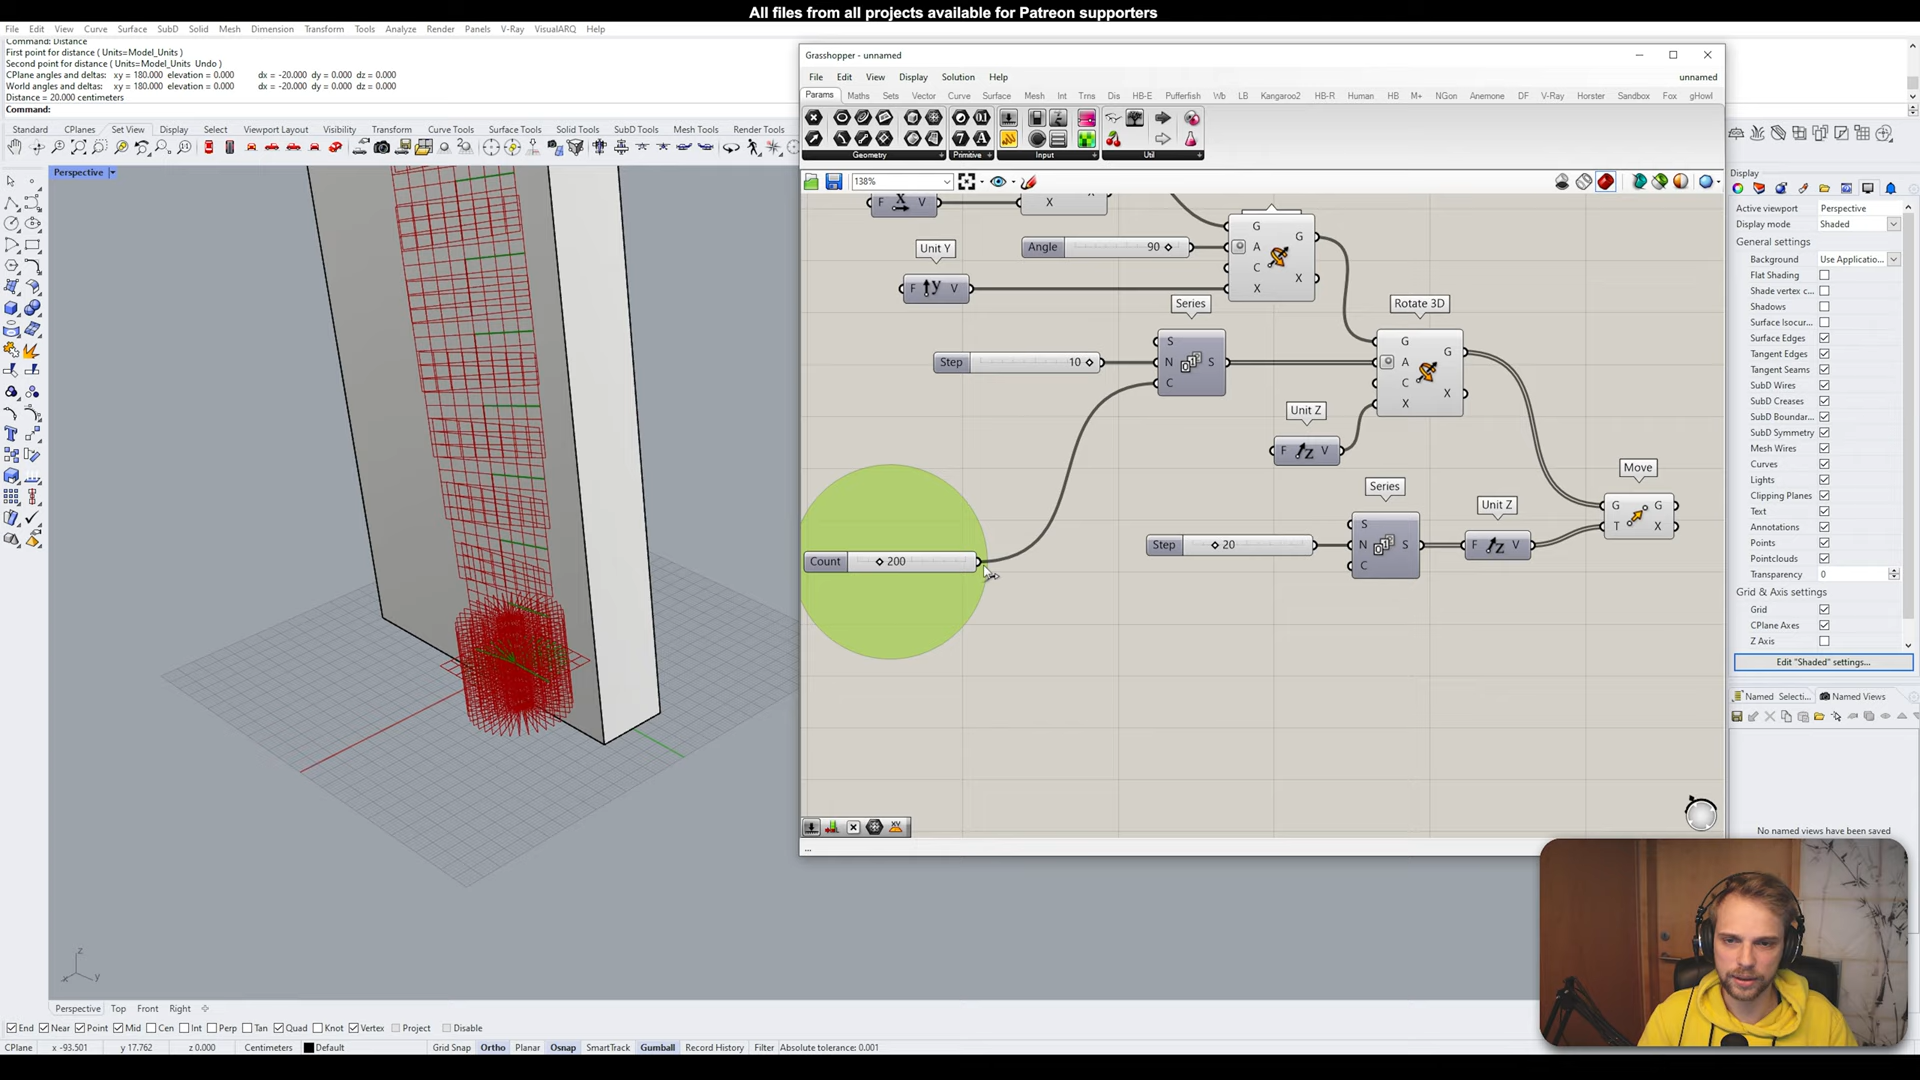 All files from all projects available for Patreon supporters
File Edit View Curve Surface SubD Solid Mesh Dimension Transform Tools Analyze Render Panels V-Ray VisualARQ Help
Command: Distance
First point for distance ( Units=Model_Units )
Second point for distance ( Units=Model_Units Undo )
CPlane angles and deltas: xy = 180.000 elevation = 0.000 dx = -20.000 dy = 0.000 dz = 0.000
World angles and deltas: xy = 180.000 elevation = 0.000 dx = -20.000 dy = 0.000 dz = 0.000
Distance = 20.000 centimeters
Command:
Standard CPlanes Set View Display Select Viewport Layout Visibility Transform Curve Tools Surface Tools Solid Tools SubD Tools Mesh Tools Render Tools
Perspective
Grasshopper - unnamed
File Edit View Display Solution Help unnamed
Params Maths Sets Vector Curve Surface Mesh Int Trns Dis HB-E Pufferfish Wb LB Kangaroo2 HB-R Human HB M+ NGon Anemone DF V-Ray Horster Sandbox Fox gHowl
Geometry Primitive Input Util
138%
F X V
X
Unit Y
F Y V
Angle 90
G A C X G X
Series
Step 10
S N C S
Rotate 3D
G A C X G X
Unit Z
F Z V
Count 200
Series
Step 20
S N C S
Unit Z
F Z V
Move
G T G X
...
Display
Active viewport Perspective
Display mode Shaded
General settings
Background Use Applicatio...
Flat Shading
Shade vertex c...
Shadows
Surface Isocur...
Surface Edges
Tangent Edges
Tangent Seams
SubD Wires
SubD Creases
SubD Boundar...
SubD Symmetry
Mesh Wires
Curves
Lights
Clipping Planes
Text
Annotations
Points
Pointclouds
Transparency 0
Grid & Axis settings
Grid
CPlane Axes
Z Axis
Edit "Shaded" settings...
Named Selecti... Named Views
No named views have been saved
z
x y
Perspective Top Front Right
End Near Point Mid Cen Int Perp Tan Quad Knot Vertex Project Disable
CPlane x -93.501 y 17.762 z 0.000 Centimeters Default Grid Snap Ortho Planar Osnap SmartTrack Gumball Record History Filter Absolute tolerance: 0.001